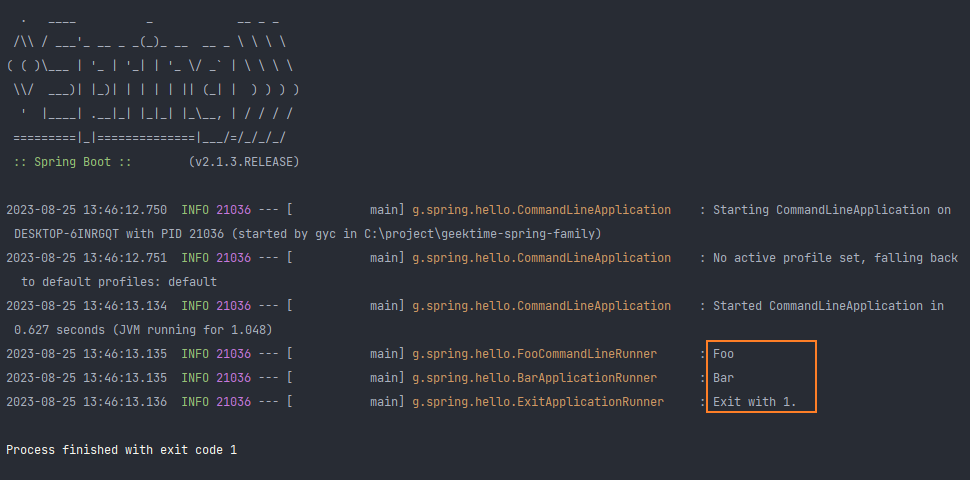 .   ____          _            __ _ _
 /\\ / ___'_ __ _ _(_)_ __  __ _ \ \ \ \
( ( )\___ | '_ | '_| | '_ \/ _` | \ \ \ \
 \\/  ___)| |_)| | | | | || (_| |  ) ) ) )
  '  |____| .__|_| |_|_| |_\__, | / / / /
 =========|_|==============|___/=/_/_/_/
 :: Spring Boot ::        (v2.1.3.RELEASE)
2023-08-25 13:46:12.750  INFO 21036 --- [           main] g.spring.hello.CommandLineApplication    : Starting CommandLineApplication on
 DESKTOP-6INRGQT with PID 21036 (started by gyc in C:\project\geektime-spring-family)
2023-08-25 13:46:12.751  INFO 21036 --- [           main] g.spring.hello.CommandLineApplication    : No active profile set, falling back
  to default profiles: default
2023-08-25 13:46:13.134  INFO 21036 --- [           main] g.spring.hello.CommandLineApplication    : Started CommandLineApplication in
 0.627 seconds (JVM running for 1.048)
2023-08-25 13:46:13.135  INFO 21036 --- [           main] g.spring.hello.FooCommandLineRunner      : Foo
2023-08-25 13:46:13.135  INFO 21036 --- [           main] g.spring.hello.BarApplicationRunner      : Bar
2023-08-25 13:46:13.136  INFO 21036 --- [           main] g.spring.hello.ExitApplicationRunner     : Exit with 1.
Process finished with exit code 1